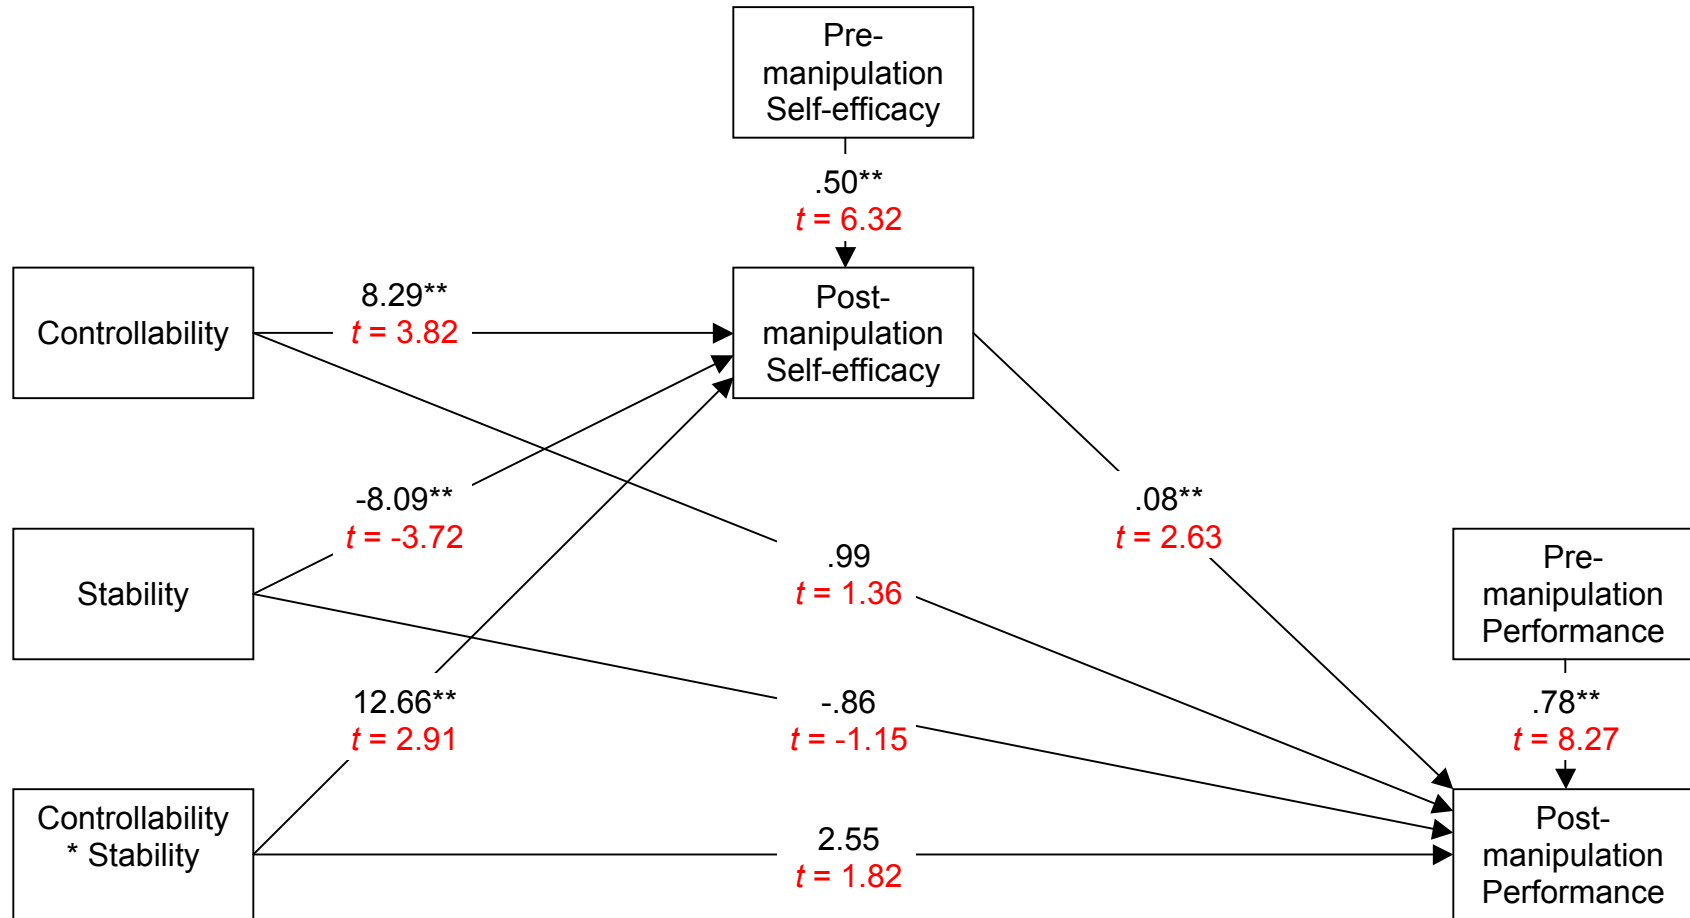 Pre-
manipulation
Self-efficacy
.50**
t = 6.32
Controllability
8.29**
t = 3.82
Post-
manipulation
Self-efficacy
Stability
-8.09**
t = -3.72
.99
t = 1.36
.08**
t = 2.63
Pre-
manipulation
Performance
12.66**
t = 2.91
-.86
t = -1.15
.78**
t = 8.27
Controllability
* Stability
2.55
t = 1.82
Post-
manipulation
Performance